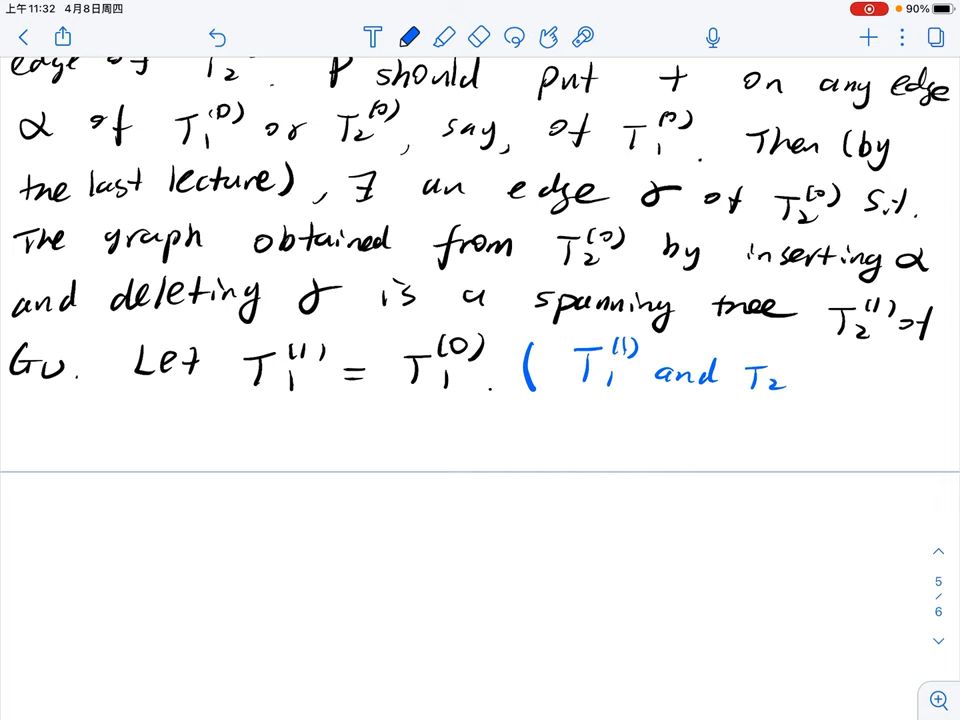 上午11:32 4月8日周四
90%
edge of T₂ . P should put + on any edge
α of T₁⁽⁰⁾ or T₂⁽⁰⁾, say, of T₁⁽⁰⁾. Then (by
the last lecture), ∃ an edge γ of T₂⁽⁰⁾ s.t.
The graph obtained from T₂⁽⁰⁾ by inserting α
and deleting γ is a spanning tree T₂⁽¹⁾ of
GU. Let T₁⁽¹⁾ = T₁⁽⁰⁾. ( T₁⁽¹⁾ and T₂
5
/
6